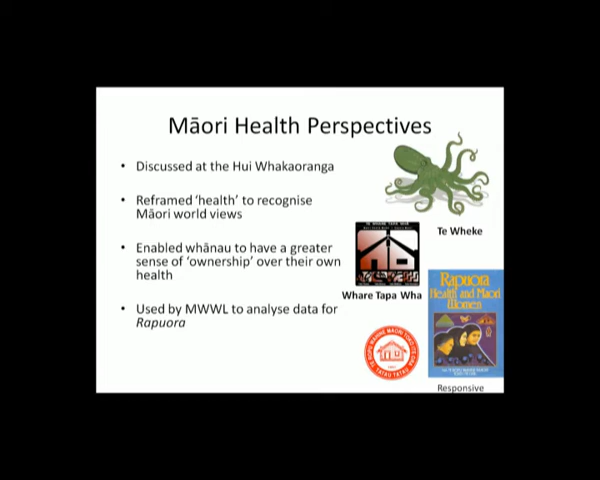 Māori Health Perspectives
• Discussed at the Hui Whakaoranga
• Reframed ‘health’ to recognise
Māori world views
• Enabled whānau to have a greater
sense of ‘ownership’ over their own
health
• Used by MWWL to analyse data for
Rapuora
Te Wheke
Whare Tapa Wha
Rapuora
Health and Maori
Women
Responsive